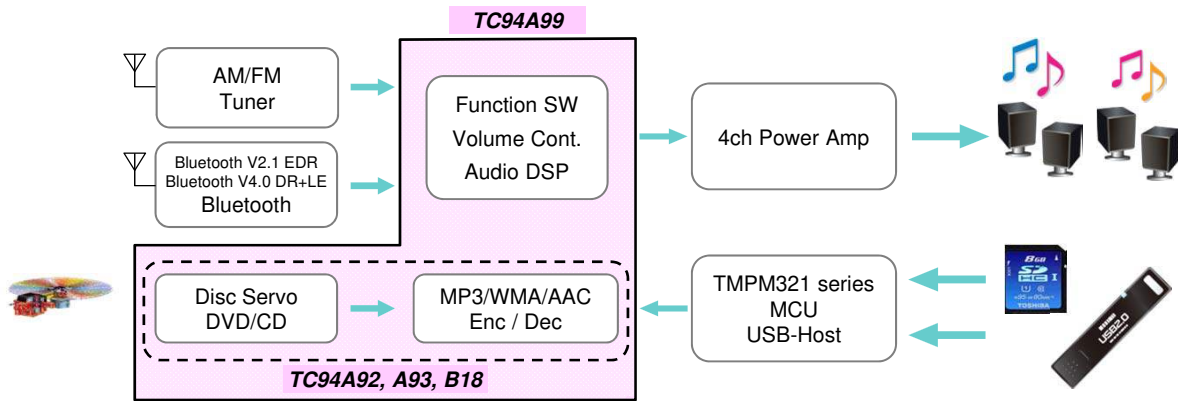 TC94A99
AM/FM
Tuner
Function SW
Volume Cont.
Audio DSP
4ch Power Amp
Bluetooth V2.1 EDR
Bluetooth V4.0 DR+LE
Bluetooth
Disc Servo
DVD/CD
MP3/WMA/AAC
Enc / Dec
TMPM321 series
MCU
USB-Host
8GB
SD
HC I
TOSHIBA
USB2.0
TC94A92, A93, B18